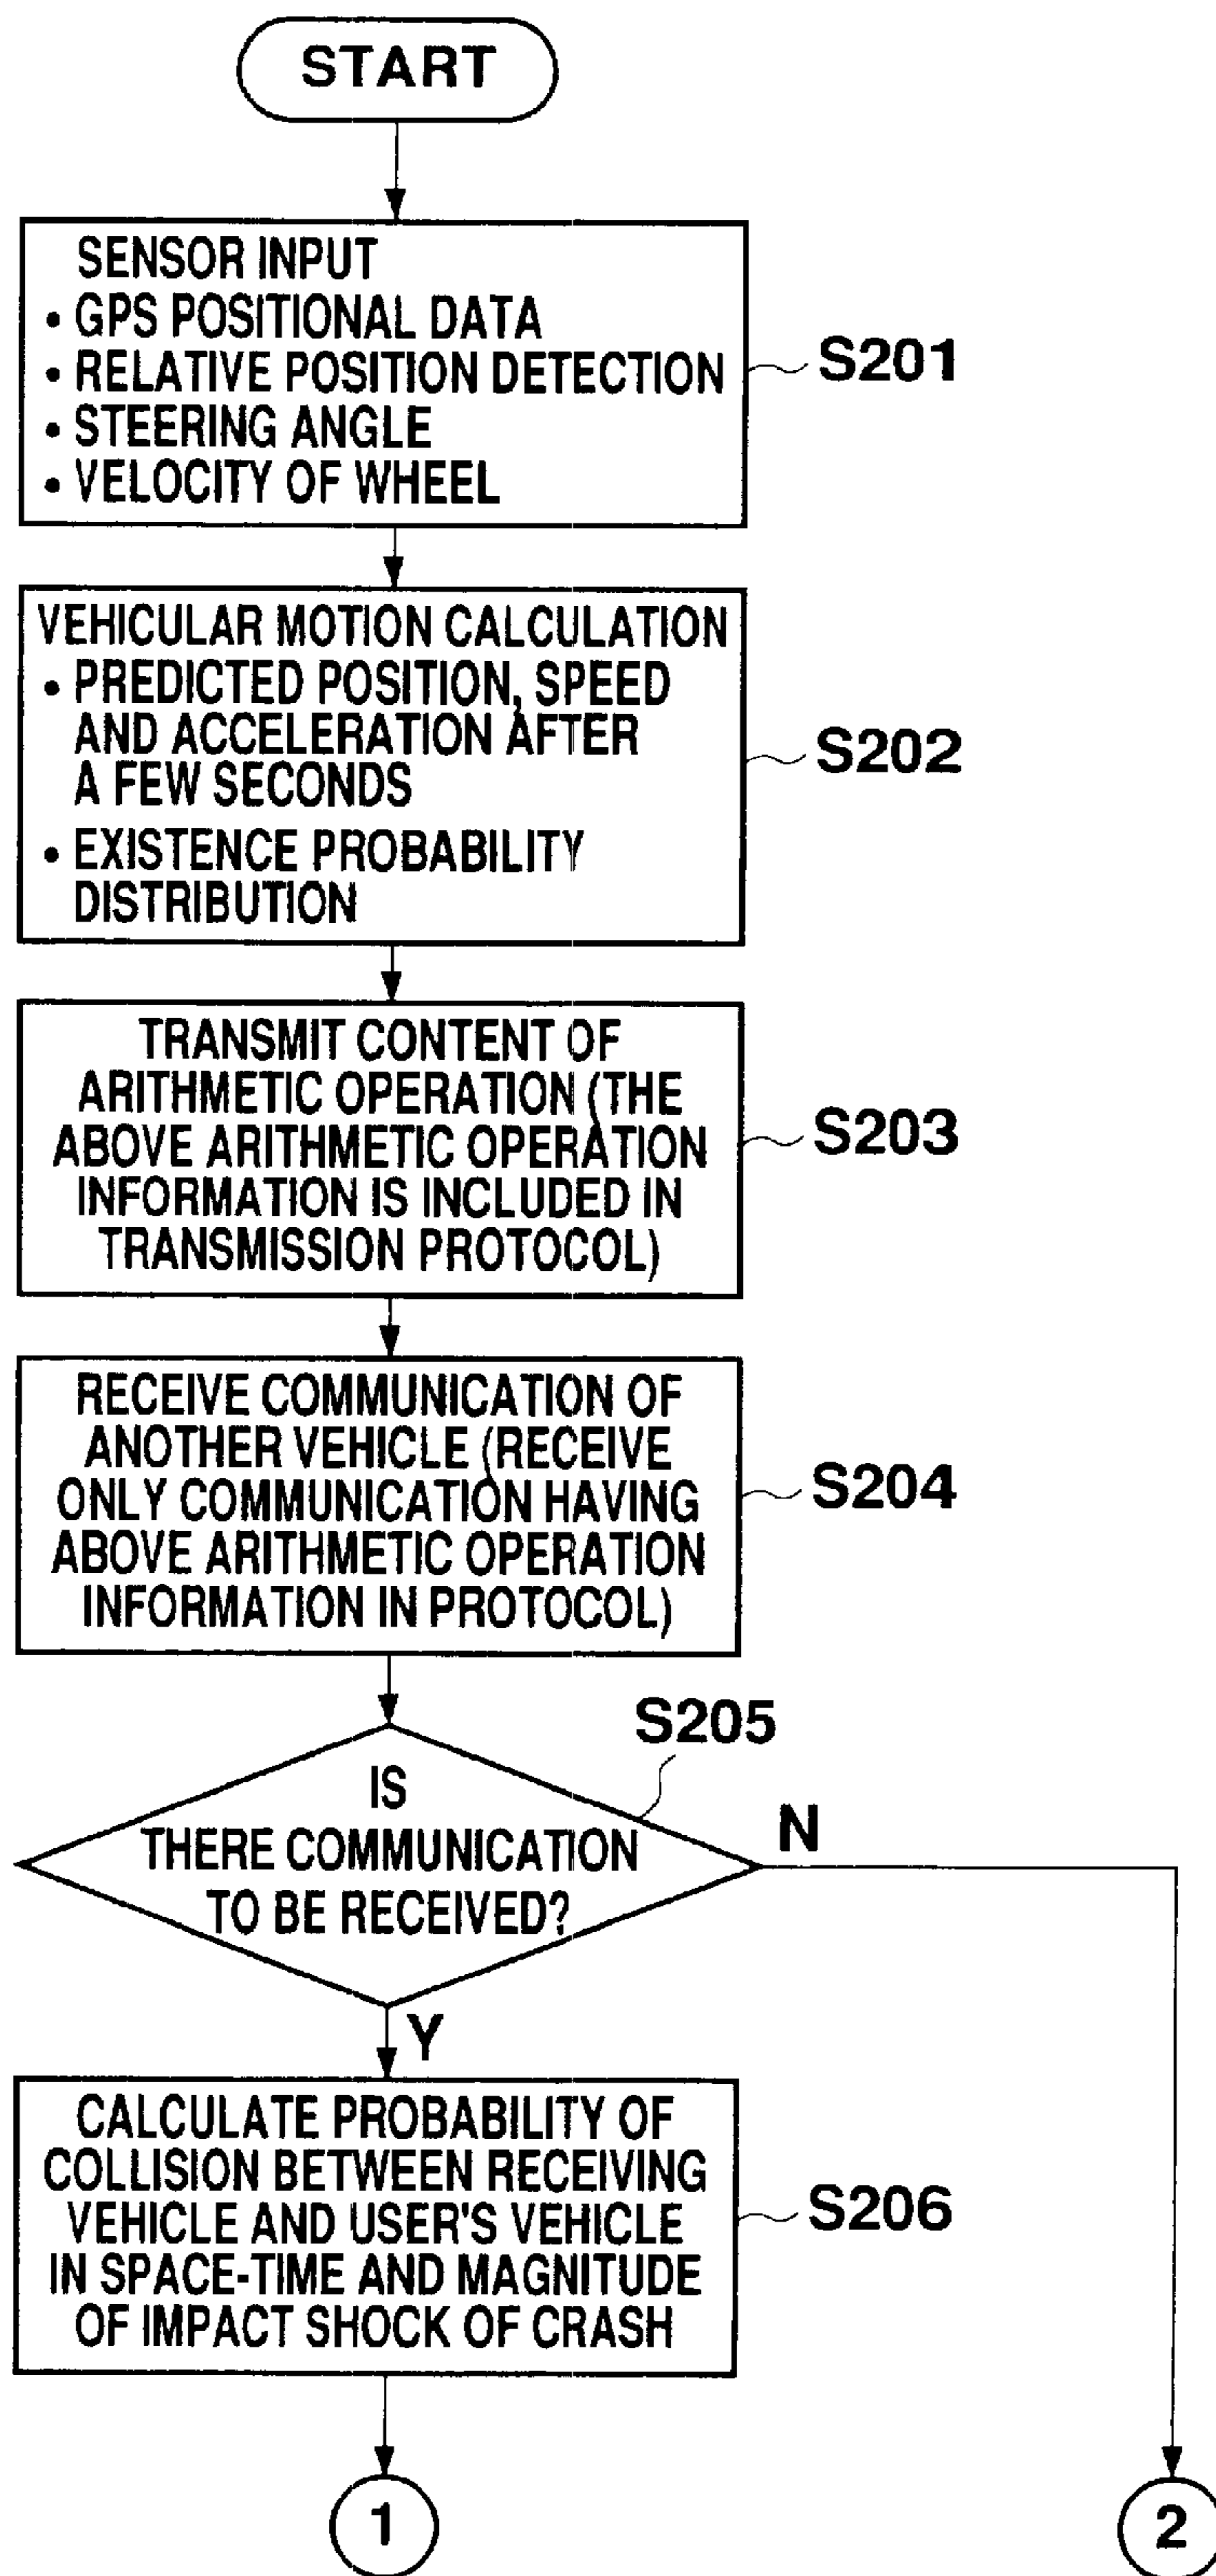 START
SENSOR INPUT
• GPS POSITIONAL DATA
• RELATIVE POSITION DETECTION
• STEERING ANGLE
• VELOCITY OF WHEEL
S201
VEHICULAR MOTION CALCULATION
• PREDICTED POSITION, SPEED
AND ACCELERATION AFTER
A FEW SECONDS
• EXISTENCE PROBABILITY
DISTRIBUTION
S202
TRANSMIT CONTENT OF
ARITHMETIC OPERATION (THE
ABOVE ARITHMETIC OPERATION
INFORMATION IS INCLUDED IN
TRANSMISSION PROTOCOL)
S203
RECEIVE COMMUNICATION OF
ANOTHER VEHICLE (RECEIVE
ONLY COMMUNICATION HAVING
ABOVE ARITHMETIC OPERATION
INFORMATION IN PROTOCOL)
S204
S205
IS
THERE COMMUNICATION
TO BE RECEIVED?
N
Y
CALCULATE PROBABILITY OF
COLLISION BETWEEN RECEIVING
VEHICLE AND USER'S VEHICLE
IN SPACE-TIME AND MAGNITUDE
OF IMPACT SHOCK OF CRASH
S206
1
2